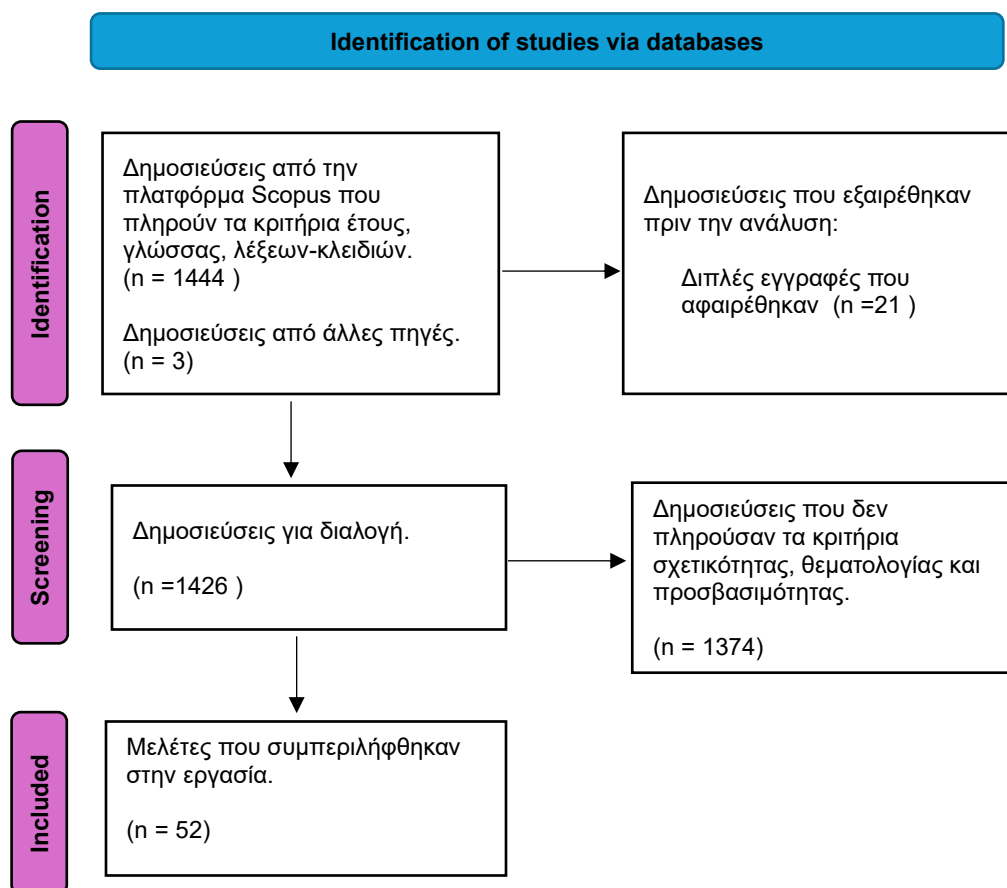 Identification of studies via databases
Identification
Δημοσιεύσεις από την
πλατφόρμα Scopus που
πληρούν τα κριτήρια έτους,
γλώσσας, λέξεων-κλειδιών.
(n = 1444 )
Δημοσιεύσεις από άλλες πηγές.
(n = 3)
Δημοσιεύσεις που εξαιρέθηκαν
πριν την ανάλυση:
Διπλές εγγραφές που
αφαιρέθηκαν  (n =21 )
Screening
Δημοσιεύσεις για διαλογή.
(n =1426 )
Δημοσιεύσεις που δεν
πληρούσαν τα κριτήρια
σχετικότητας, θεματολογίας και
προσβασιμότητας.
(n = 1374)
Included
Μελέτες που συμπεριλήφθηκαν
στην εργασία.
(n = 52)